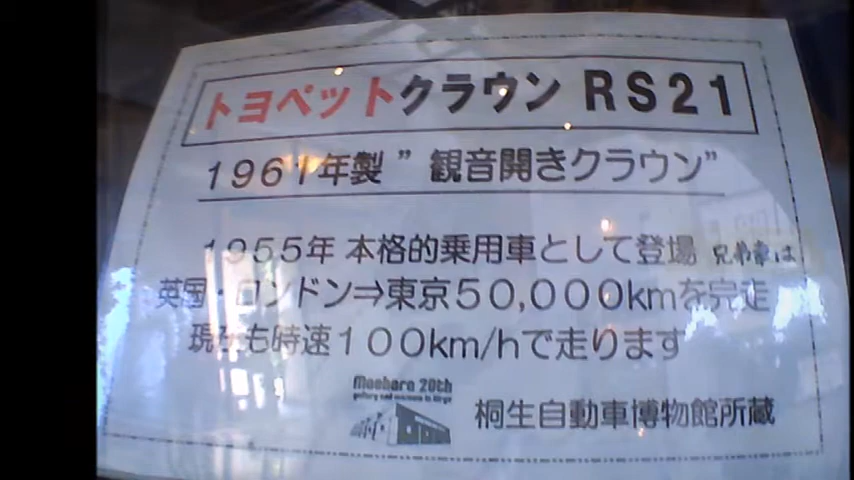 トヨペットクラウン RS21
1961年製 ”観音開きクラウン”
1955年 本格的乗用車として登場 兄弟車は
英国・ロンドン⇒東京50,000kmを完走
現在も時速100km/hで走ります
桐生自動車博物館所蔵